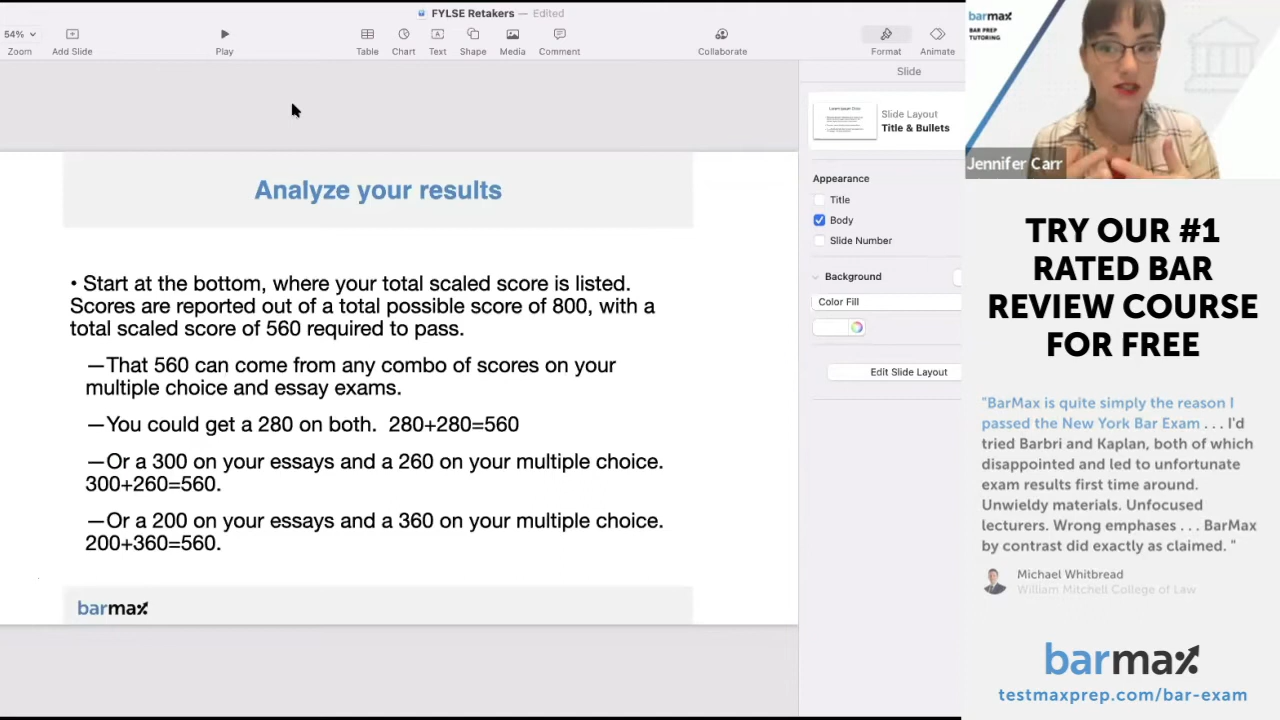 FYLSE Retakers — Edited
54%
Zoom
Add Slide
Play
Table
Chart
Text
Shape
Media
Comment
Collaborate
Format
Animate
Slide
Slide Layout
Title & Bullets
Appearance
Title
Body
Slide Number
Background
Color Fill
Edit Slide Layout
Analyze your results
• Start at the bottom, where your total scaled score is listed.
Scores are reported out of a total possible score of 800, with a
total scaled score of 560 required to pass.
—That 560 can come from any combo of scores on your
multiple choice and essay exams.
—You could get a 280 on both. 280+280=560
—Or a 300 on your essays and a 260 on your multiple choice.
300+260=560.
—Or a 200 on your essays and a 360 on your multiple choice.
200+360=560.
barmax
barmax
BAR PREP
TUTORING
Jennifer Carr
TRY OUR #1
RATED BAR
REVIEW COURSE
FOR FREE
"BarMax is quite simply the reason I
passed the New York Bar Exam . . . I'd
tried Barbri and Kaplan, both of which
disappointed and led to unfortunate
exam results first time around.
Unwieldy materials. Unfocused
lecturers. Wrong emphases . . . BarMax
by contrast did exactly as claimed. "
Michael Whitbread
William Mitchell College of Law
barmax
testmaxprep.com/bar-exam